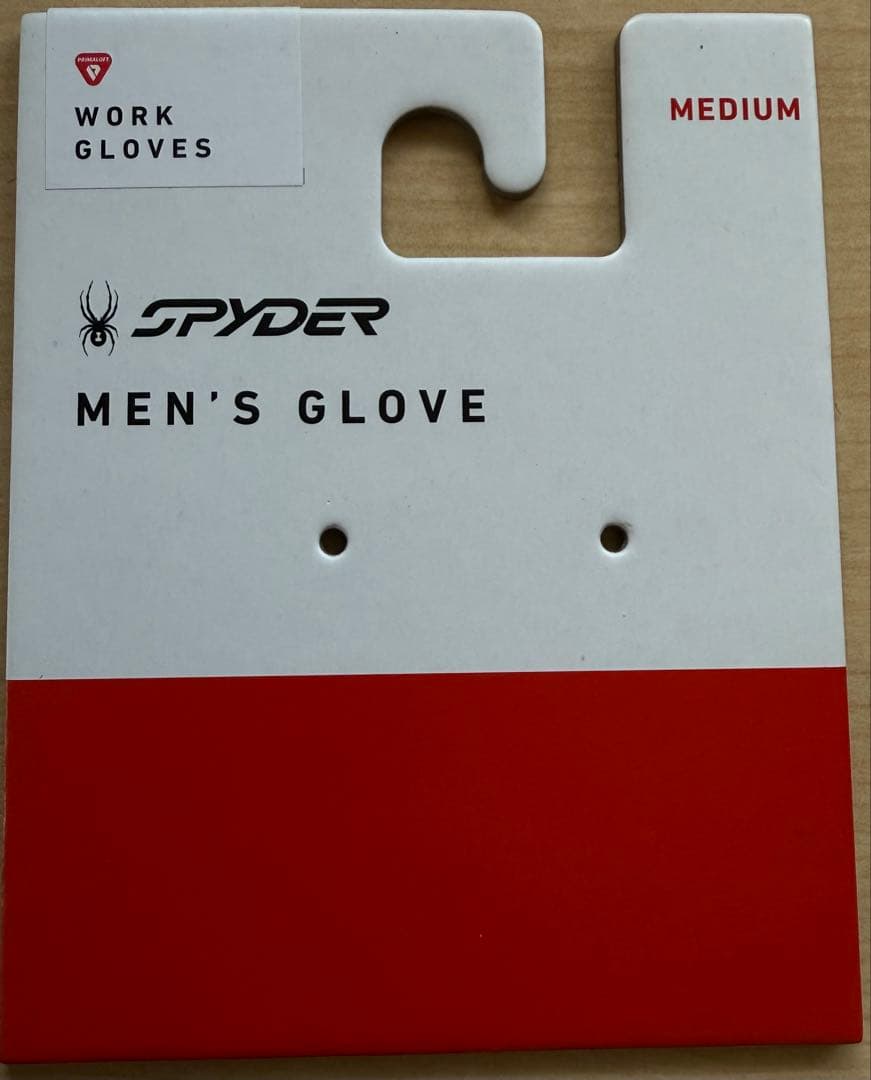 PRIMALOFT
WORK
GLOVES
MEDIUM
SPYDER
MEN'S GLOVE